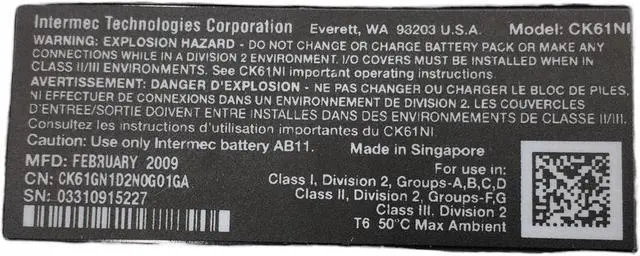 Intermec Technologies Corporation Everett, WA 98203 U.S.A. Model: CK61NI
WARNING: EXPLOSION HAZARD - DO NOT CHANGE OR CHARGE BATTERY PACK OR MAKE ANY
CONNECTIONS WHILE IN A DIVISION 2 ENVIRONMENT. I/O COVERS MUST BE INSTALLED WHEN IN
CLASS II/III ENVIRONMENTS. See CK61NI important operating instructions.
AVERTISSEMENT: DANGER D'EXPLOSION - NE PAS CHANGER OU CHARGER LE BLOC DE PILES,
NI EFFECTUER DE CONNEXIONS DANS UN ENVIRONNEMENT DE DIVISION 2. LES COUVERCLES
D'ENTREE/SORTIE DOIVENT ENTRE INSTALLES DANS DES ENVIRONMENTS DE CLASSE II/III.
Consultez les instructions d'utilisation importantes du CK61NI.
Caution: Use only Intermec battery AB11. Made in Singapore
MFD: FEBRUARY 2009
CN: CK61GN1D2N0G01GA
SN: 03310915227
For use in:
Class I, Division 2, Groups-A,B,C,D
Class II, Division 2, Groups-F,G
Class III, Division 2
T6 50°C Max Ambient